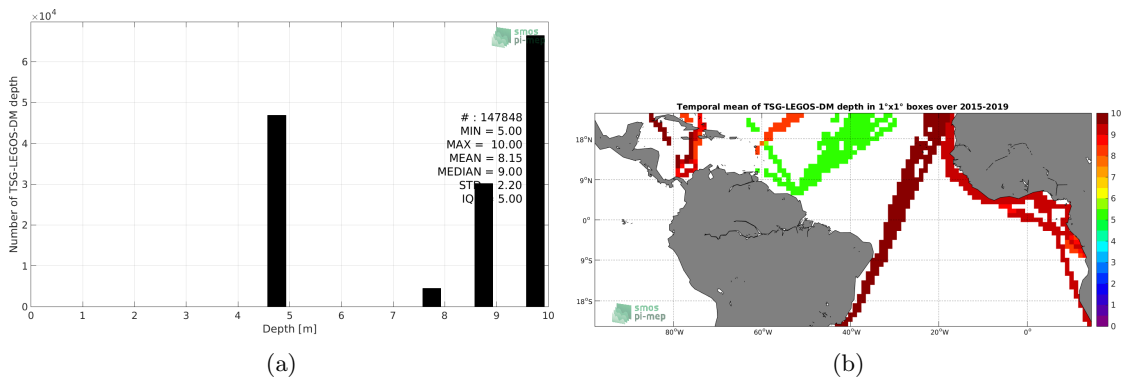 ×10⁴
smos
pi-mep
6
5
4
3
2
1
0
Number of TSG-LEGOS-DM depth
# : 147848
MIN = 5.00
MAX = 10.00
MEAN = 8.15
MEDIAN = 9.00
ST 2.20
IQ 5.00
0 1 2 3 4 5 6 7 8 9 10
Depth [m]
(a)
Temporal mean of TSG-LEGOS-DM depth in 1°x1° boxes over 2015-2019
18°N
9°N
0°
9°S
18°S
80°W 60°W 40°W 20°W 0°
smos
pi-mep
10
9
8
7
6
5
4
3
2
1
0
(b)